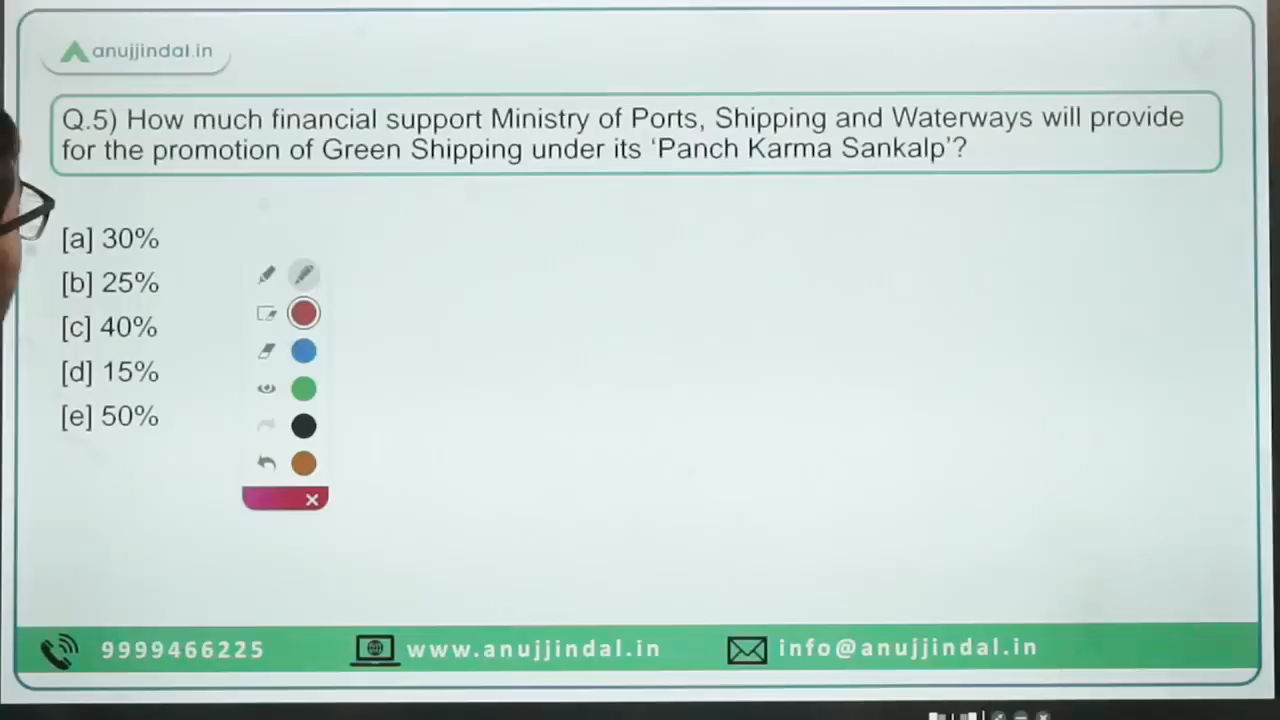 anujjindal.in
Q.5) How much financial support Ministry of Ports, Shipping and Waterways will provide
for the promotion of Green Shipping under its ‘Panch Karma Sankalp’?
[a] 30%
[b] 25%
[c] 40%
[d] 15%
[e] 50%
9999466225
www.anujjindal.in
info@anujjindal.in